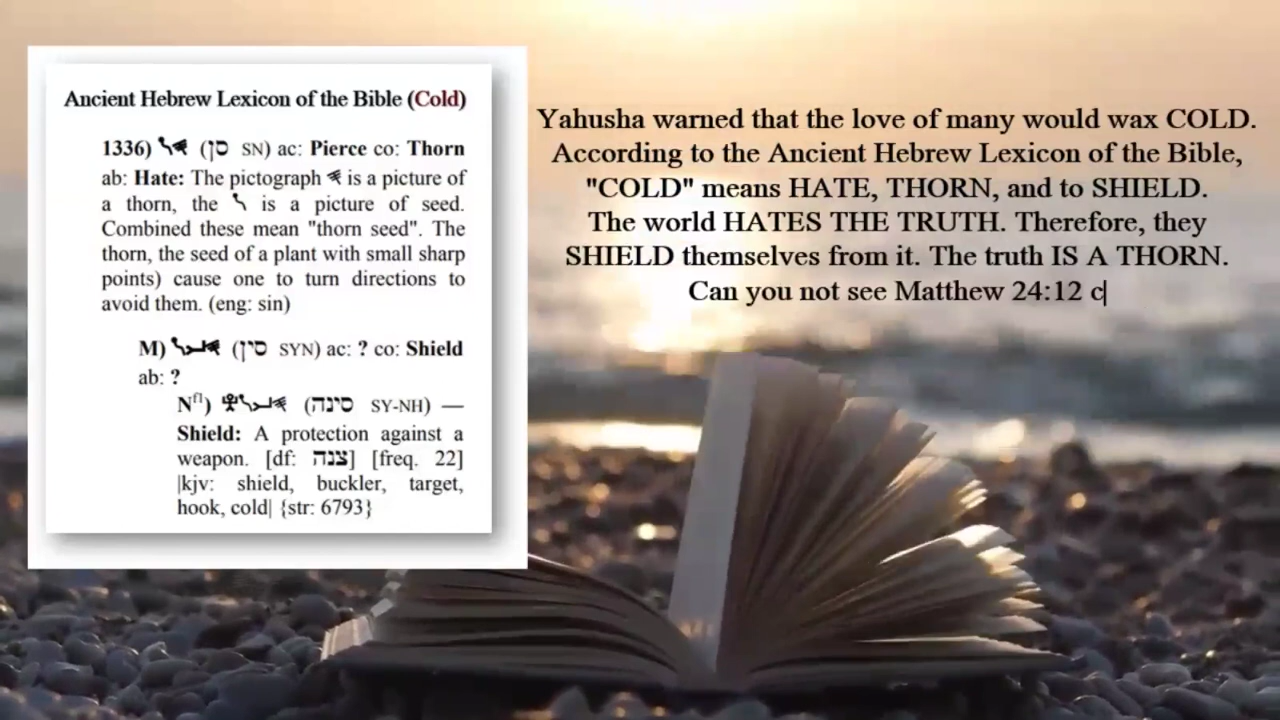 Ancient Hebrew Lexicon of the Bible (Cold)
1336) (סן SN) ac: Pierce co: Thorn
ab: Hate: The pictograph is a picture of
a thorn, the is a picture of seed.
Combined these mean "thorn seed". The
thorn, the seed of a plant with small sharp
points) cause one to turn directions to
avoid them. (eng: sin)
M) (סין SYN) ac: ? co: Shield
ab: ?
Nf1) (סינה SY-NH) —
Shield: A protection against a
weapon. [df: צנה] [freq. 22]
|kjv: shield, buckler, target,
hook, cold| {str: 6793}
Yahusha warned that the love of many would wax COLD.
According to the Ancient Hebrew Lexicon of the Bible,
"COLD" means HATE, THORN, and to SHIELD.
The world HATES THE TRUTH. Therefore, they
SHIELD themselves from it. The truth IS A THORN.
Can you not see Matthew 24:12 c